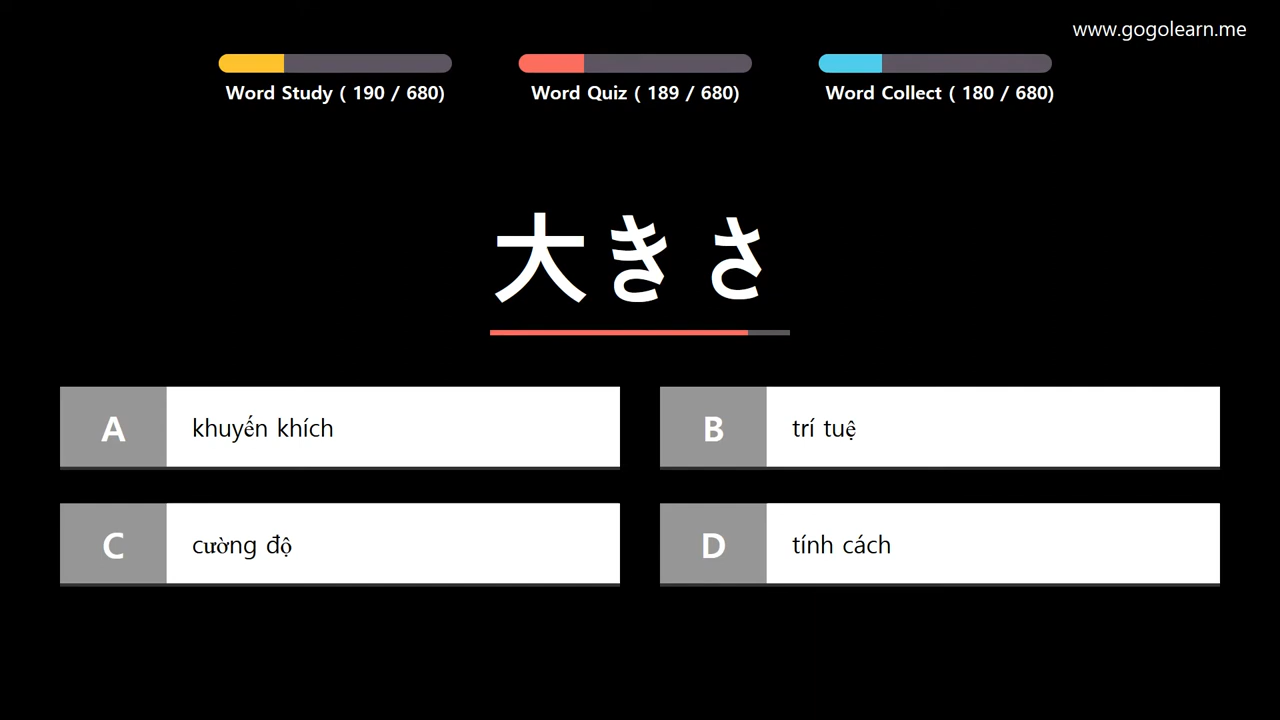 www.gogolearn.me
Word Study ( 190 / 680)
Word Quiz ( 189 / 680)
Word Collect ( 180 / 680)
大きさ
A khuyến khích
B trí tuệ
C cường độ
D tính cách